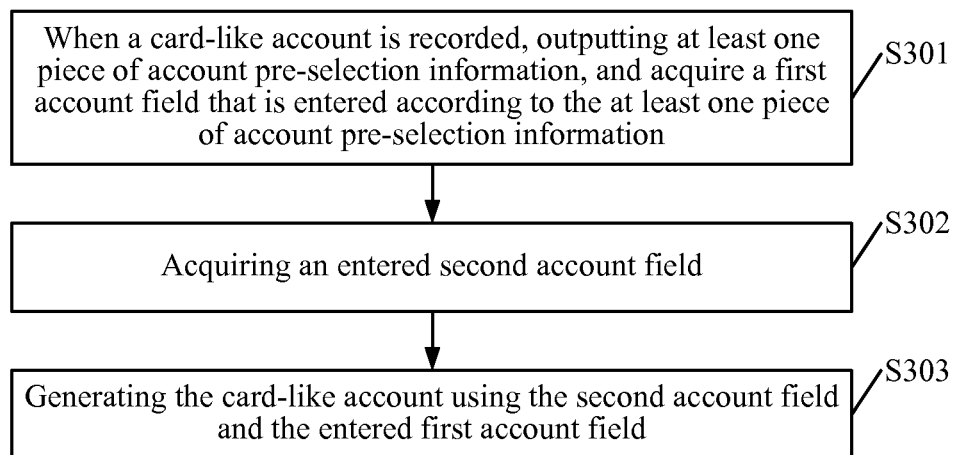 When a card-like account is recorded, outputting at least one
piece of account pre-selection information, and acquire a first
account field that is entered according to the at least one piece
of account pre-selection information
S301
Acquiring an entered second account field
S302
Generating the card-like account using the second account field
and the entered first account field
S303